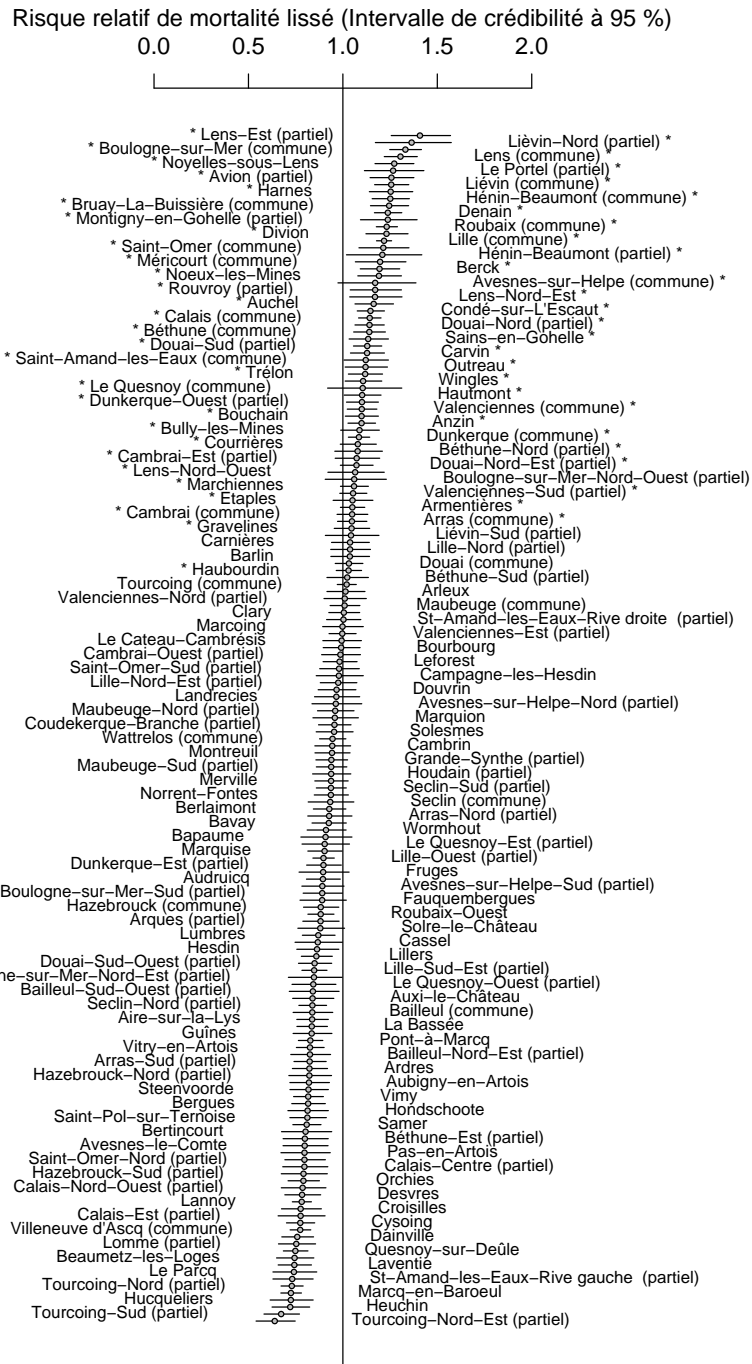 Risque relatif de mortalité lissé (Intervalle de crédibilité à 95 %)
0.0 0.5 1.0 1.5 2.0
* Lens-Est (partiel)
Lièvin-Nord (partiel) *
* Boulogne-sur-Mer (commune)
Lens (commune) *
* Noyelles-sous-Lens
Le Portel (partiel) *
* Avion (partiel)
Liévin (commune) *
* Harnes
Hénin-Beaumont (commune) *
* Bruay-La-Buissière (commune)
Denain *
* Montigny-en-Gohelle (partiel)
Roubaix (commune) *
* Divion
Lille (commune) *
* Saint-Omer (commune)
Hénin-Beaumont (partiel) *
* Méricourt (commune)
Berck *
* Noeux-les-Mines
Avesnes-sur-Helpe (commune) *
* Rouvroy (partiel)
Lens-Nord-Est *
* Auchel
Condé-sur-L'Escaut *
* Calais (commune)
Douai-Nord (partiel) *
* Béthune (commune)
Sains-en-Gohelle *
* Douai-Sud (partiel)
Carvin *
* Saint-Amand-les-Eaux (commune)
Outreau *
* Trélon
Wingles *
* Le Quesnoy (commune)
Hautmont *
* Dunkerque-Ouest (partiel)
Valenciennes (commune) *
* Bouchain
Anzin *
* Bully-les-Mines
Dunkerque (commune) *
* Courrières
Béthune-Nord (partiel) *
* Cambrai-Est (partiel)
Douai-Nord-Est (partiel) *
* Lens-Nord-Ouest
Boulogne-sur-Mer-Nord-Ouest (partiel)
* Marchiennes
Valenciennes-Sud (partiel) *
* Etaples
Armentières *
* Cambrai (commune)
Arras (commune) *
* Gravelines
Liévin-Sud (partiel)
Carnières
Lille-Nord (partiel)
Barlin
Douai (commune)
* Haubourdin
Béthune-Sud (partiel)
Tourcoing (commune)
Arleux
Valenciennes-Nord (partiel)
Maubeuge (commune)
Clary
St-Amand-les-Eaux-Rive droite (partiel)
Marcoing
Valenciennes-Est (partiel)
Le Cateau-Cambrésis
Bourbourg
Cambrai-Ouest (partiel)
Leforest
Saint-Omer-Sud (partiel)
Campagne-les-Hesdin
Lille-Nord-Est (partiel)
Douvrin
Landrecies
Avesnes-sur-Helpe-Nord (partiel)
Maubeuge-Nord (partiel)
Marquion
Coudekerque-Branche (partiel)
Solesmes
Wattrelos (commune)
Cambrin
Montreuil
Grande-Synthe (partiel)
Maubeuge-Sud (partiel)
Houdain (partiel)
Merville
Seclin-Sud (partiel)
Norrent-Fontes
Seclin (commune)
Berlaimont
Arras-Nord (partiel)
Bavay
Wormhout
Bapaume
Le Quesnoy-Est (partiel)
Marquise
Lille-Ouest (partiel)
Dunkerque-Est (partiel)
Fruges
Audruicq
Avesnes-sur-Helpe-Sud (partiel)
Boulogne-sur-Mer-Sud (partiel)
Fauquembergues
Hazebrouck (commune)
Roubaix-Ouest
Arques (partiel)
Solre-le-Château
Lumbres
Cassel
Hesdin
Lillers
Douai-Sud-Ouest (partiel)
Lille-Sud-Est (partiel)
ne-sur-Mer-Nord-Est (partiel)
Le Quesnoy-Ouest (partiel)
Bailleul-Sud-Ouest (partiel)
Auxi-le-Château
Seclin-Nord (partiel)
Bailleul (commune)
Aire-sur-la-Lys
La Bassée
Guînes
Pont-à-Marcq
Vitry-en-Artois
Bailleul-Nord-Est (partiel)
Arras-Sud (partiel)
Ardres
Hazebrouck-Nord (partiel)
Aubigny-en-Artois
Steenvoorde
Vimy
Bergues
Hondschoote
Saint-Pol-sur-Ternoise
Samer
Bertincourt
Béthune-Est (partiel)
Avesnes-le-Comte
Pas-en-Artois
Saint-Omer-Nord (partiel)
Calais-Centre (partiel)
Hazebrouck-Sud (partiel)
Orchies
Calais-Nord-Ouest (partiel)
Desvres
Lannoy
Croisilles
Calais-Est (partiel)
Cysoing
Villeneuve d'Ascq (commune)
Dainville
Lomme (partiel)
Quesnoy-sur-Deûle
Beaumetz-les-Loges
Laventie
Le Parcq
St-Amand-les-Eaux-Rive gauche (partiel)
Tourcoing-Nord (partiel)
Marcq-en-Baroeul
Hucqueliers
Heuchin
Tourcoing-Sud (partiel)
Tourcoing-Nord-Est (partiel)